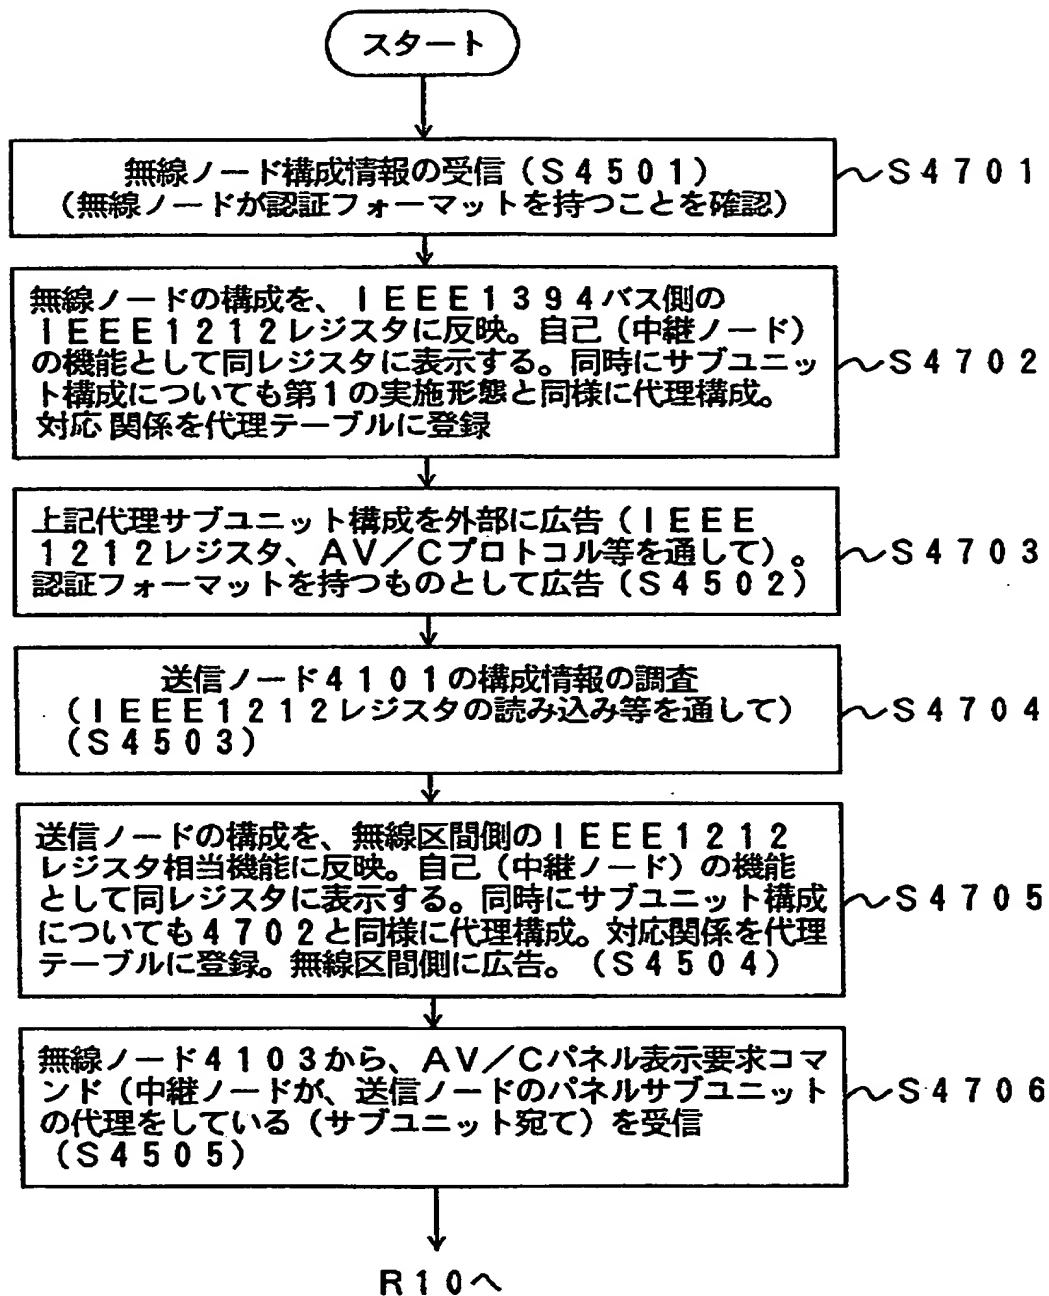 スタート
無線ノード構成情報の受信(S4501)
(無線ノードが認証フォーマットを持つことを確認)
S4701
無線ノードの構成を、IEEE1394バス側の
IEEE1212レジスタに反映。自己(中継ノード)
の機能として同レジスタに表示する。同時にサブユニッ
ト構成についても第1の実施形態と同様に代理構成。
対応関係を代理テーブルに登録
S4702
上記代理サブユニット構成を外部に広告(IEEE
1212レジスタ、AV/Cプロトコル等を通して)。
認証フォーマットを持つものとして広告(S4502)
S4703
送信ノード4101の構成情報の調査
(IEEE1212レジスタの読み込み等を通して)
(S4503)
S4704
送信ノードの構成を、無線区間側のIEEE1212
レジスタ相当機能に反映。自己(中継ノード)の機能
として同レジスタに表示する。同時にサブユニット構成
についても4702と同様に代理構成。対応関係を代理
テーブルに登録。無線区間側に広告。(S4504)
S4705
無線ノード4103から、AV/Cパネル表示要求コマ
ンド(中継ノードが、送信ノードのパネルサブユニット
の代理をしている(サブユニット宛て)を受信
(S4505)
S4706
R10へ